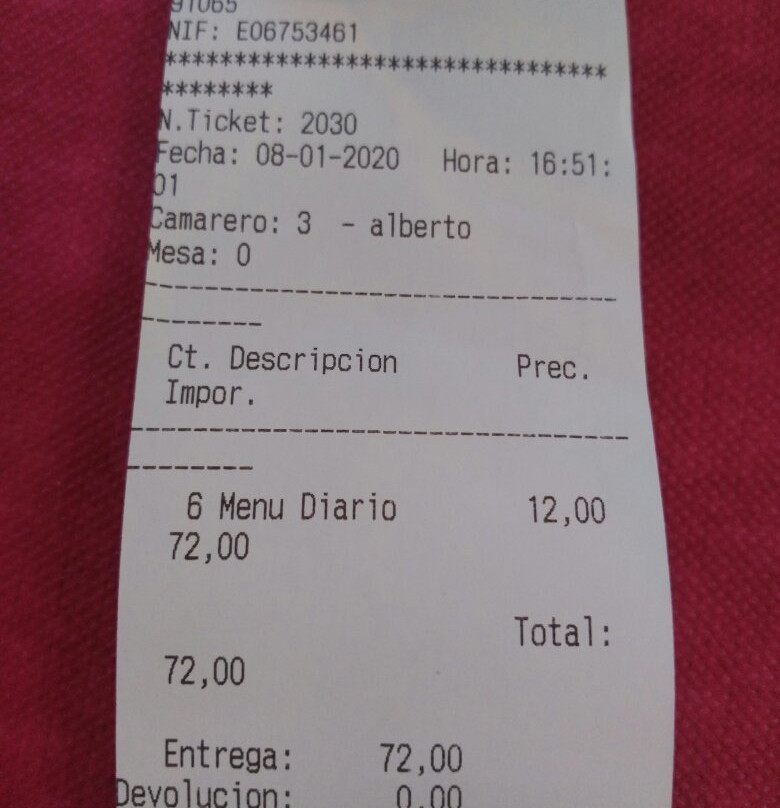 91065
NIF: E06753461
*********************************
********
N.Ticket: 2030
Fecha: 08-01-2020 Hora: 16:51:
01
Camarero: 3 - alberto
Mesa: 0
---------------------------------
--------
Ct. Descripcion Prec.
Impor.
---------------------------------
--------
6 Menu Diario 12,00
72,00
Total:
72,00
Entrega: 72,00
Devolucion: 0,00